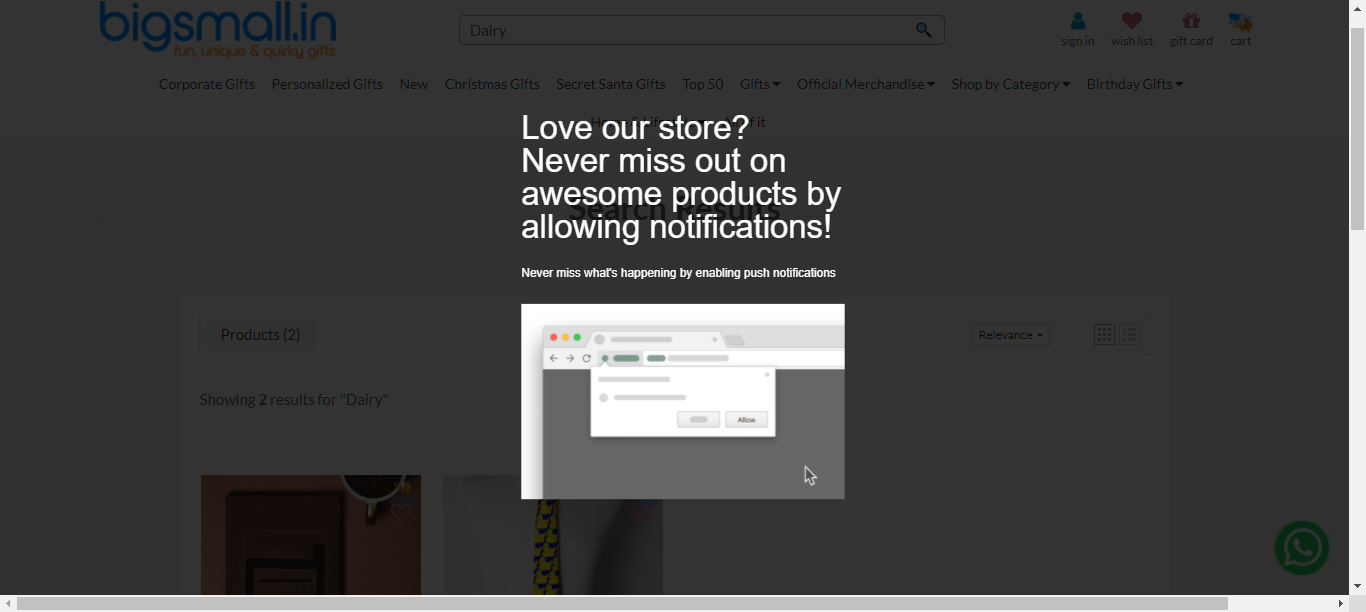 bigsmall.in
fun, unique & quirky gifts
Dairy
sign in
wish list
gift card
cart
Corporate Gifts
Personalized Gifts
New
Christmas Gifts
Secret Santa Gifts
Top 50
Gifts
Official Merchandise
Shop by Category
Birthday Gifts
Love our store?
Never miss out on
awesome products by
allowing notifications!
Search Results
Never miss what's happening by enabling push notifications
Products (2)
Relevance
Allow
Showing 2 results for "Dairy"